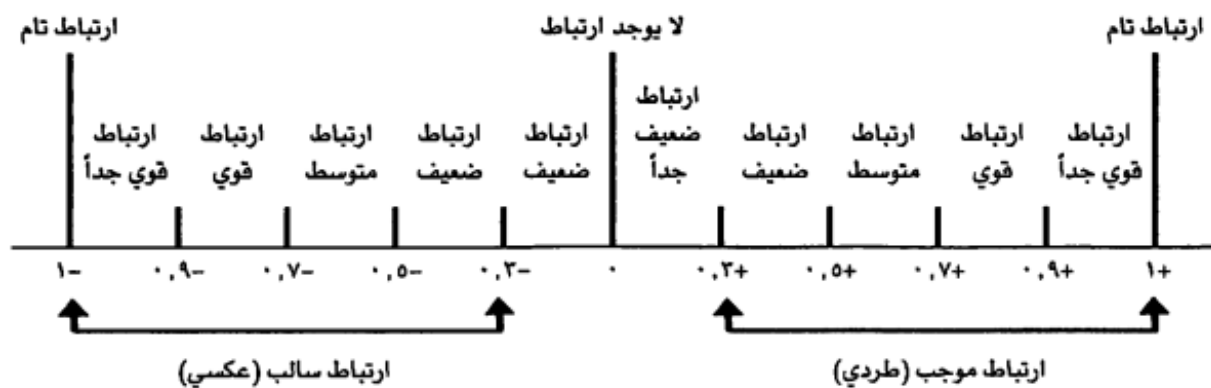 ارتباط تام
لا يوجد ارتباط
ارتباط تام
ارتباط
قوي جداً
ارتباط
قوي
ارتباط
متوسط
ارتباط
ضعيف
ارتباط
ضعيف
جداً
ارتباط
ضعيف
ارتباط
ضعيف
ارتباط
متوسط
ارتباط
قوي
ارتباط
قوي جداً
+١ +٠,٩ +٠,٧ +٠,٥ +٠,٣ ٠ −٠,٣ −٠,٥ −٠,٧ −٠,٩ −١
ارتباط موجب (طردي)
ارتباط سالب (عكسي)